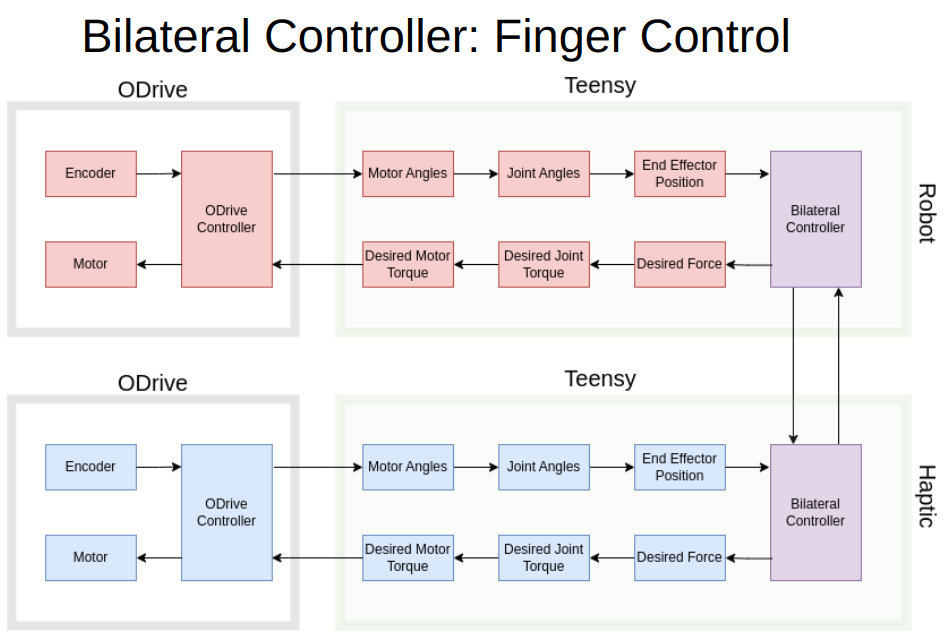 Bilateral Controller: Finger Control
ODrive
Teensy
Encoder
ODrive
Controller
Motor
Motor Angles
Joint Angles
End Effector
Position
Bilateral
Controller
Desired Motor
Torque
Desired Joint
Torque
Desired Force
Robot
ODrive
Teensy
Encoder
ODrive
Controller
Motor
Motor Angles
Joint Angles
End Effector
Position
Bilateral
Controller
Desired Motor
Torque
Desired Joint
Torque
Desired Force
Haptic